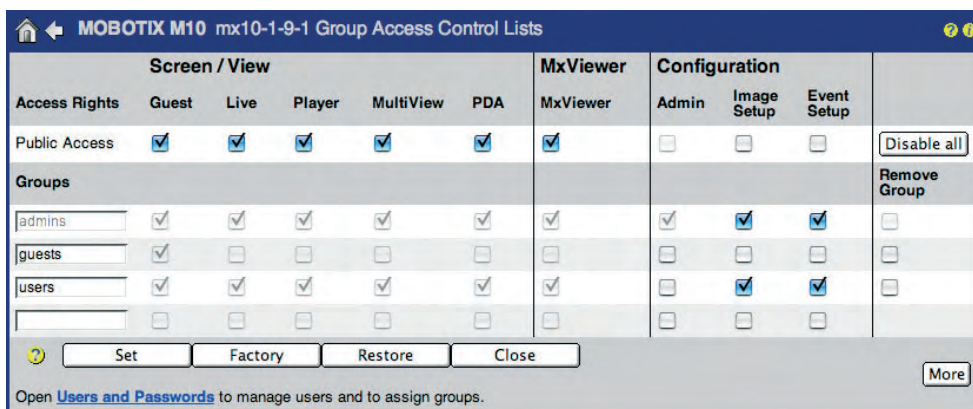 MOBOTIX M10 mx10-1-9-1 Group Access Control Lists
Screen / View MxViewer Configuration
Access Rights Guest Live Player MultiView PDA MxViewer Admin Image Setup Event Setup
Public Access Disable all
Groups Remove Group
admins
guests
users
Set Factory Restore Close
More
Open Users and Passwords to manage users and to assign groups.